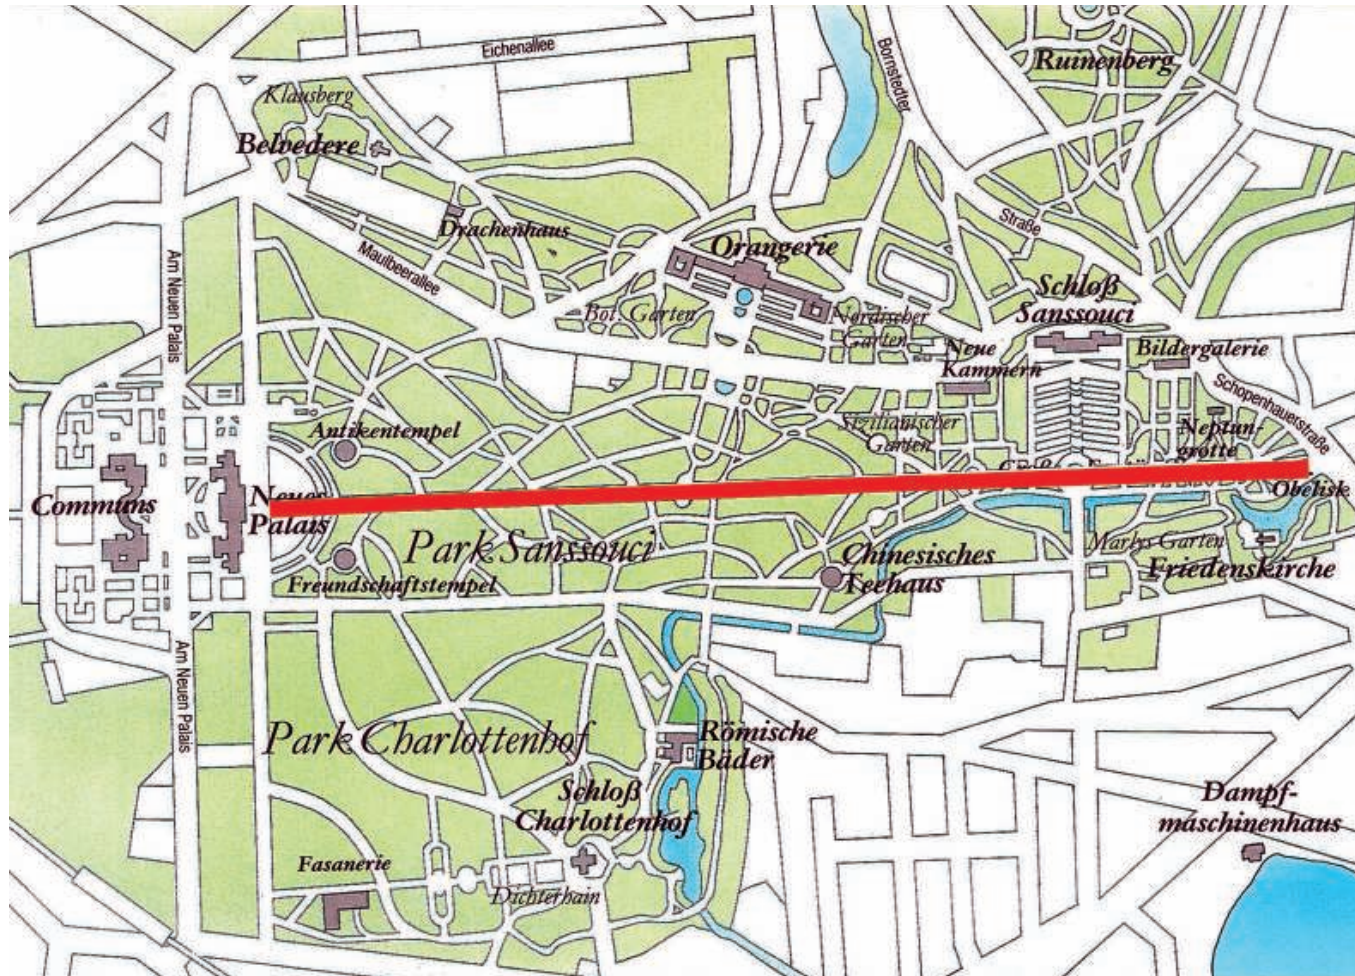 Eichenallee
Bornstedter
Ruinenberg
Klausberg
Belvedere
Drachenhaus
Straße
Am Neuen Palais
Maulbeerallee
Orangerie
Schloß
Sanssouci
Bot. Garten
Nordischer
Garten
Neue
Kammern
Bildergalerie
Schopenhauerstraße
Antikentempel
Sizilianischer
Garten
Neptun-
grotte
Communs
Neues
Palais
Obelisk
Park Sanssouci
Chinesisches
Teehaus
Marlys Garten
Friedenskirche
Freundschaftstempel
Am Neuen Palais
Park Charlottenhof
Römische
Bäder
Schloß
Charlottenhof
Dampf-
maschinenhaus
Fasanerie
Dichterhain